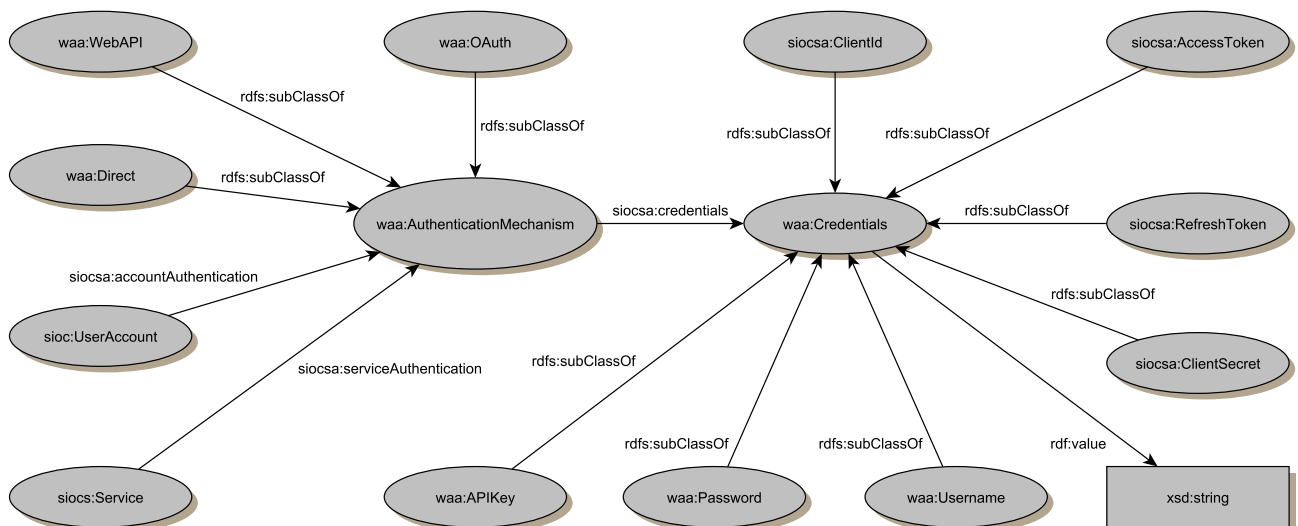 waa:WebAPI
waa:OAuth
siocsa:ClientId
siocsa:AccessToken
rdfs:subClassOf
rdfs:subClassOf
rdfs:subClassOf
rdfs:subClassOf
waa:Direct
rdfs:subClassOf
waa:AuthenticationMechanism
siocsa:credentials
waa:Credentials
rdfs:subClassOf
siocsa:RefreshToken
siocsa:accountAuthentication
rdfs:subClassOf
sioc:UserAccount
siocsa:serviceAuthentication
rdfs:subClassOf
siocsa:ClientSecret
rdfs:subClassOf
rdfs:subClassOf
rdf:value
siocs:Service
waa:APIKey
waa:Password
waa:Username
xsd:string